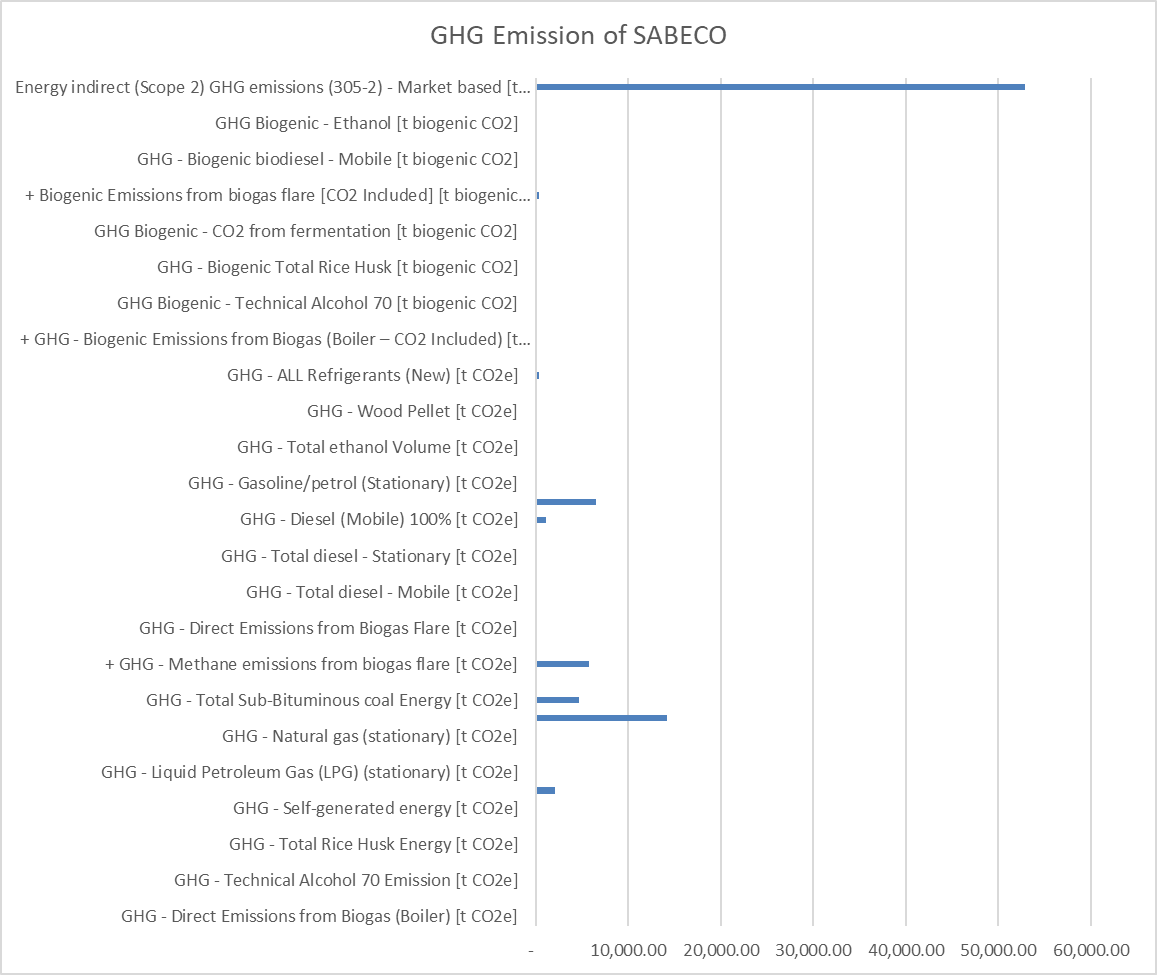 GHG Emission of SABECO
Energy indirect (Scope 2) GHG emissions (305-2) - Market based [t...
GHG Biogenic - Ethanol [t biogenic CO2]
GHG - Biogenic biodiesel - Mobile [t biogenic CO2]
+ Biogenic Emissions from biogas flare [CO2 Included] [t biogenic...
GHG Biogenic - CO2 from fermentation [t biogenic CO2]
GHG - Biogenic Total Rice Husk [t biogenic CO2]
GHG Biogenic - Technical Alcohol 70 [t biogenic CO2]
+ GHG - Biogenic Emissions from Biogas (Boiler – CO2 Included) [t...
GHG - ALL Refrigerants (New) [t CO2e]
GHG - Wood Pellet [t CO2e]
GHG - Total ethanol Volume [t CO2e]
GHG - Gasoline/petrol (Stationary) [t CO2e]
GHG - Diesel (Mobile) 100% [t CO2e]
GHG - Total diesel - Stationary [t CO2e]
GHG - Total diesel - Mobile [t CO2e]
GHG - Direct Emissions from Biogas Flare [t CO2e]
+ GHG - Methane emissions from biogas flare [t CO2e]
GHG - Total Sub-Bituminous coal Energy [t CO2e]
GHG - Natural gas (stationary) [t CO2e]
GHG - Liquid Petroleum Gas (LPG) (stationary) [t CO2e]
GHG - Self-generated energy [t CO2e]
GHG - Total Rice Husk Energy [t CO2e]
GHG - Technical Alcohol 70 Emission [t CO2e]
GHG - Direct Emissions from Biogas (Boiler) [t CO2e]
- 10,000.00 20,000.00 30,000.00 40,000.00 50,000.00 60,000.00